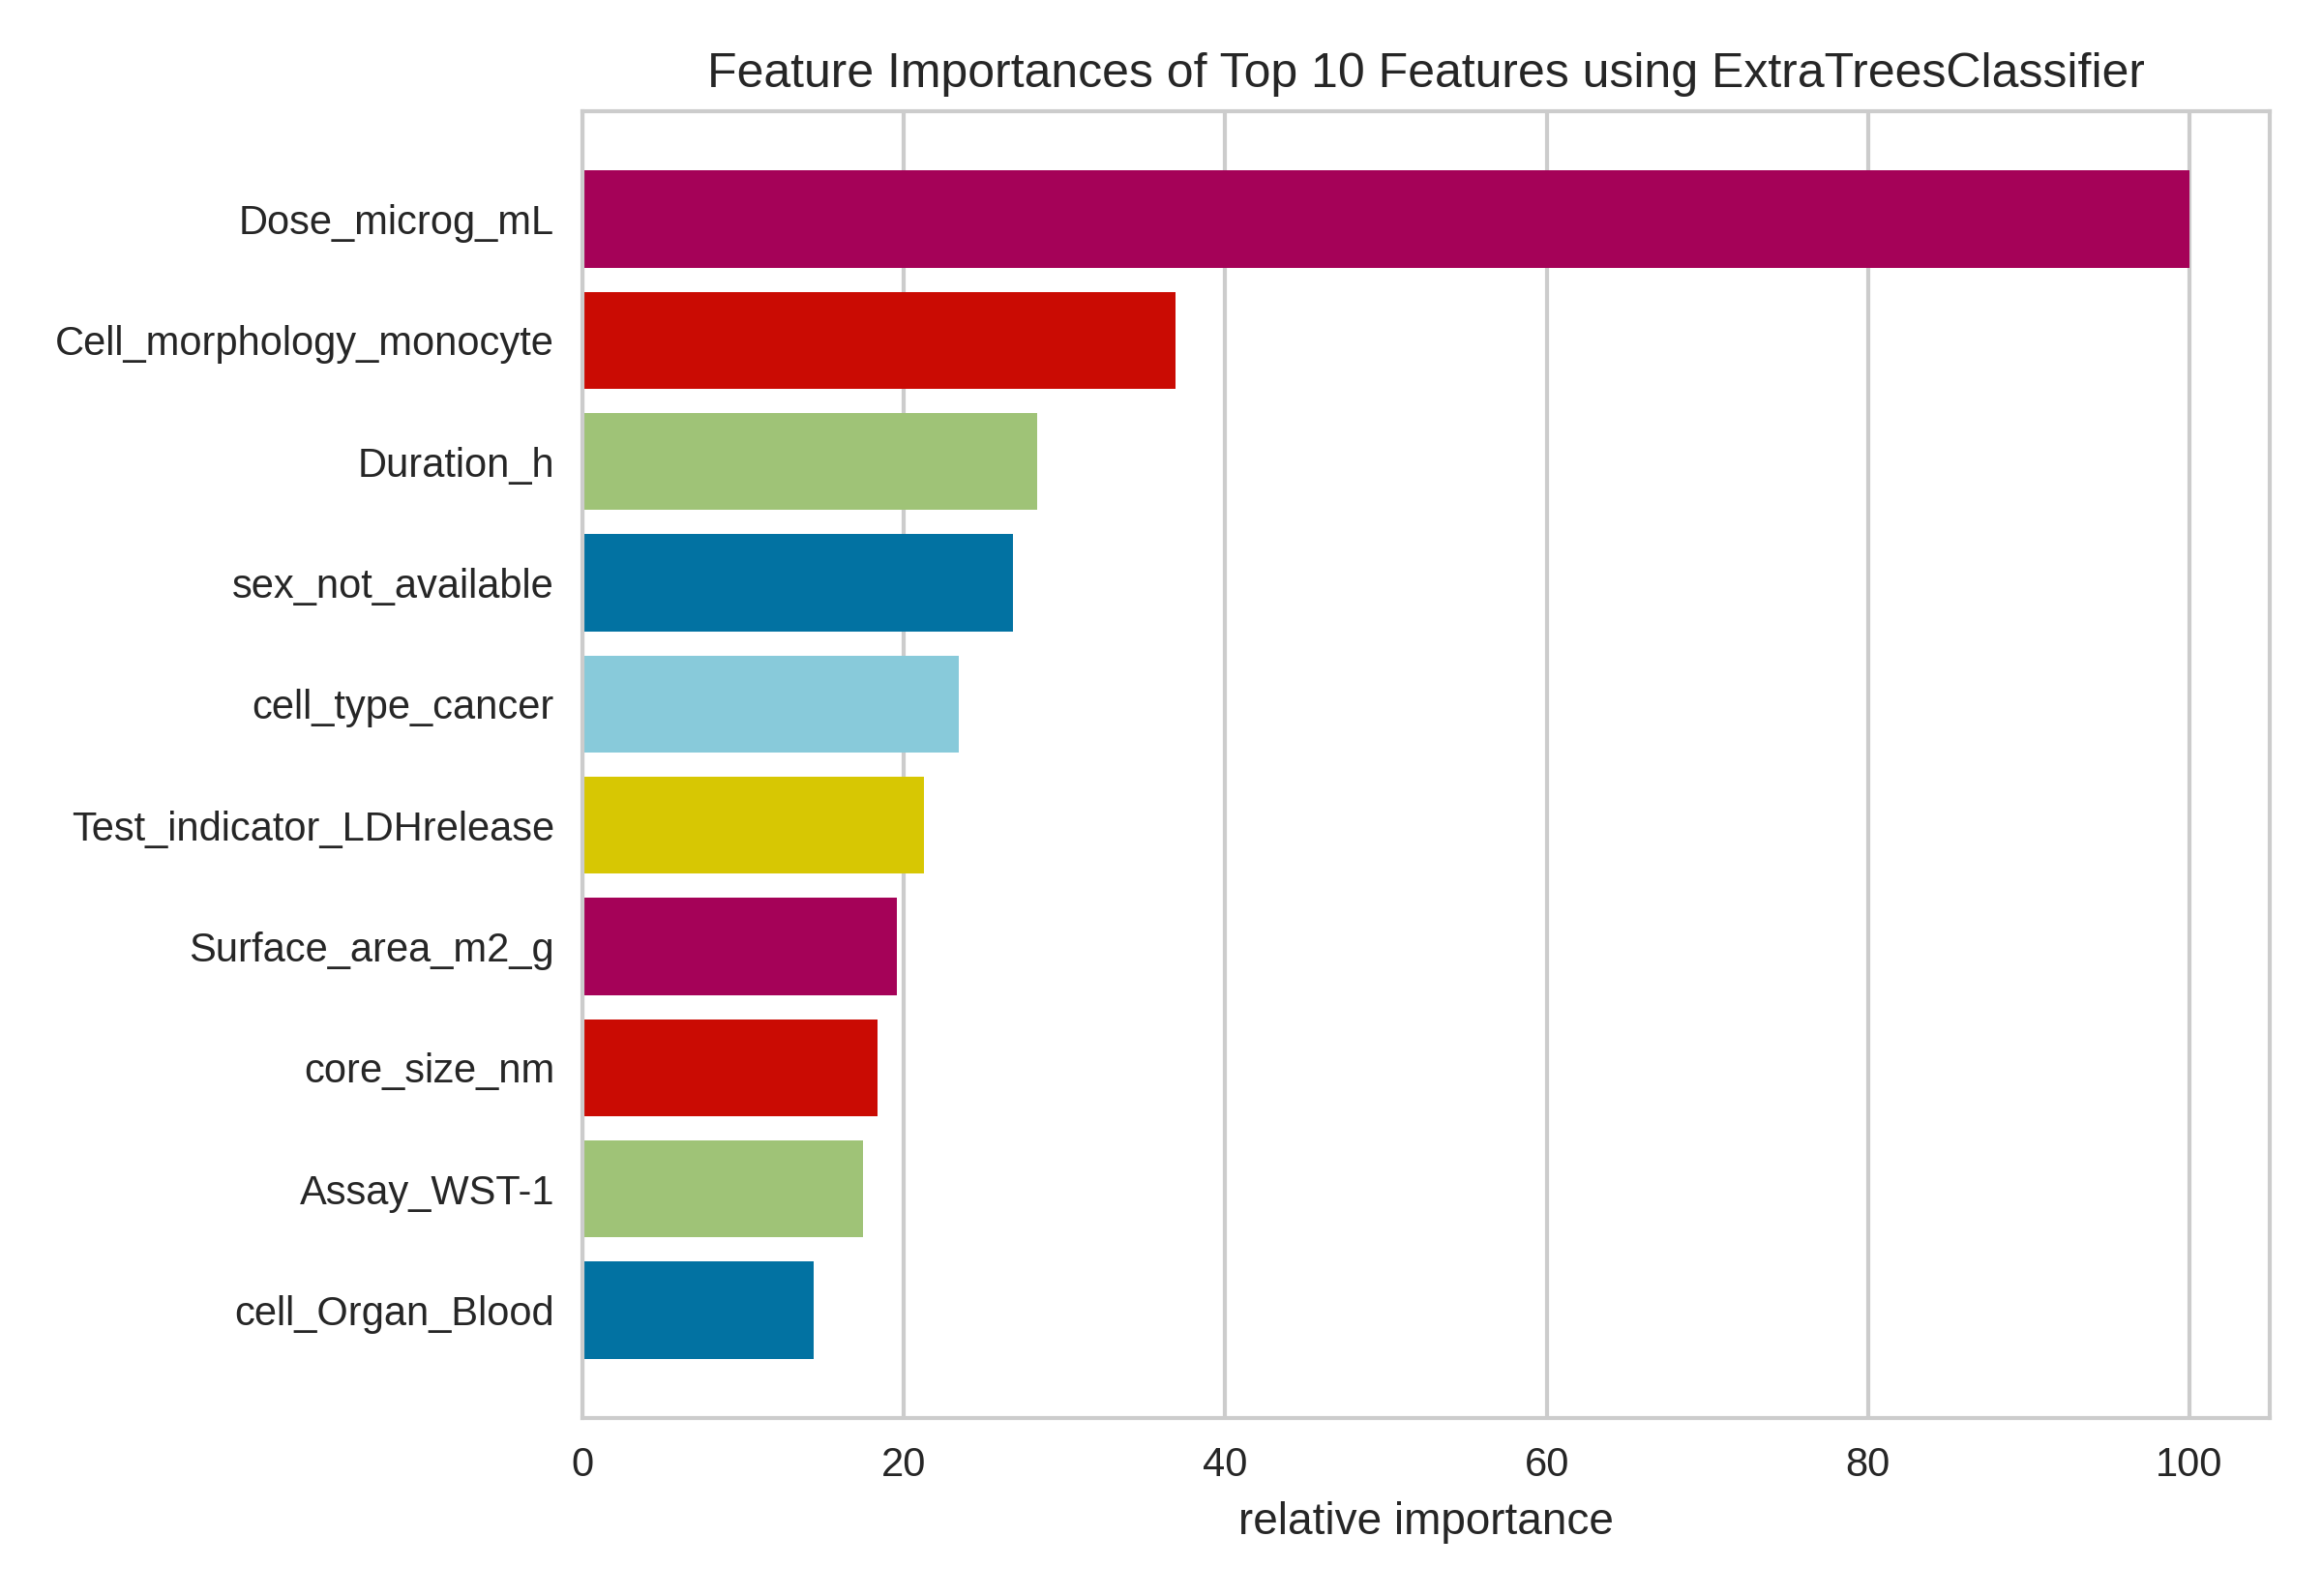 Feature Importances of Top 10 Features using ExtraTreesClassifier
Dose_microg_mL
Cell_morphology_monocyte
Duration_h
sex_not_available
cell_type_cancer
Test_indicator_LDHrelease
Surface_area_m2_g
core_size_nm
Assay_WST-1
cell_Organ_Blood
0 20 40 60 80 100
relative importance